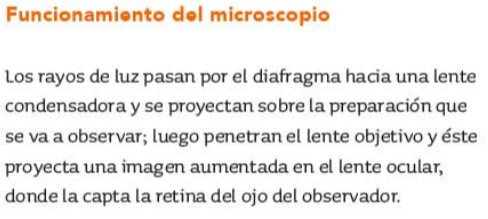 Funcionamiento del microscopio
Los rayos de luz pasan por el diafragma hacia una lente
condensadora y se proyectan sobre la preparación que
se va a observar; luego penetran el lente objetivo y éste
proyecta una imagen aumentada en el lente ocular,
donde la capta la retina del ojo del observador.